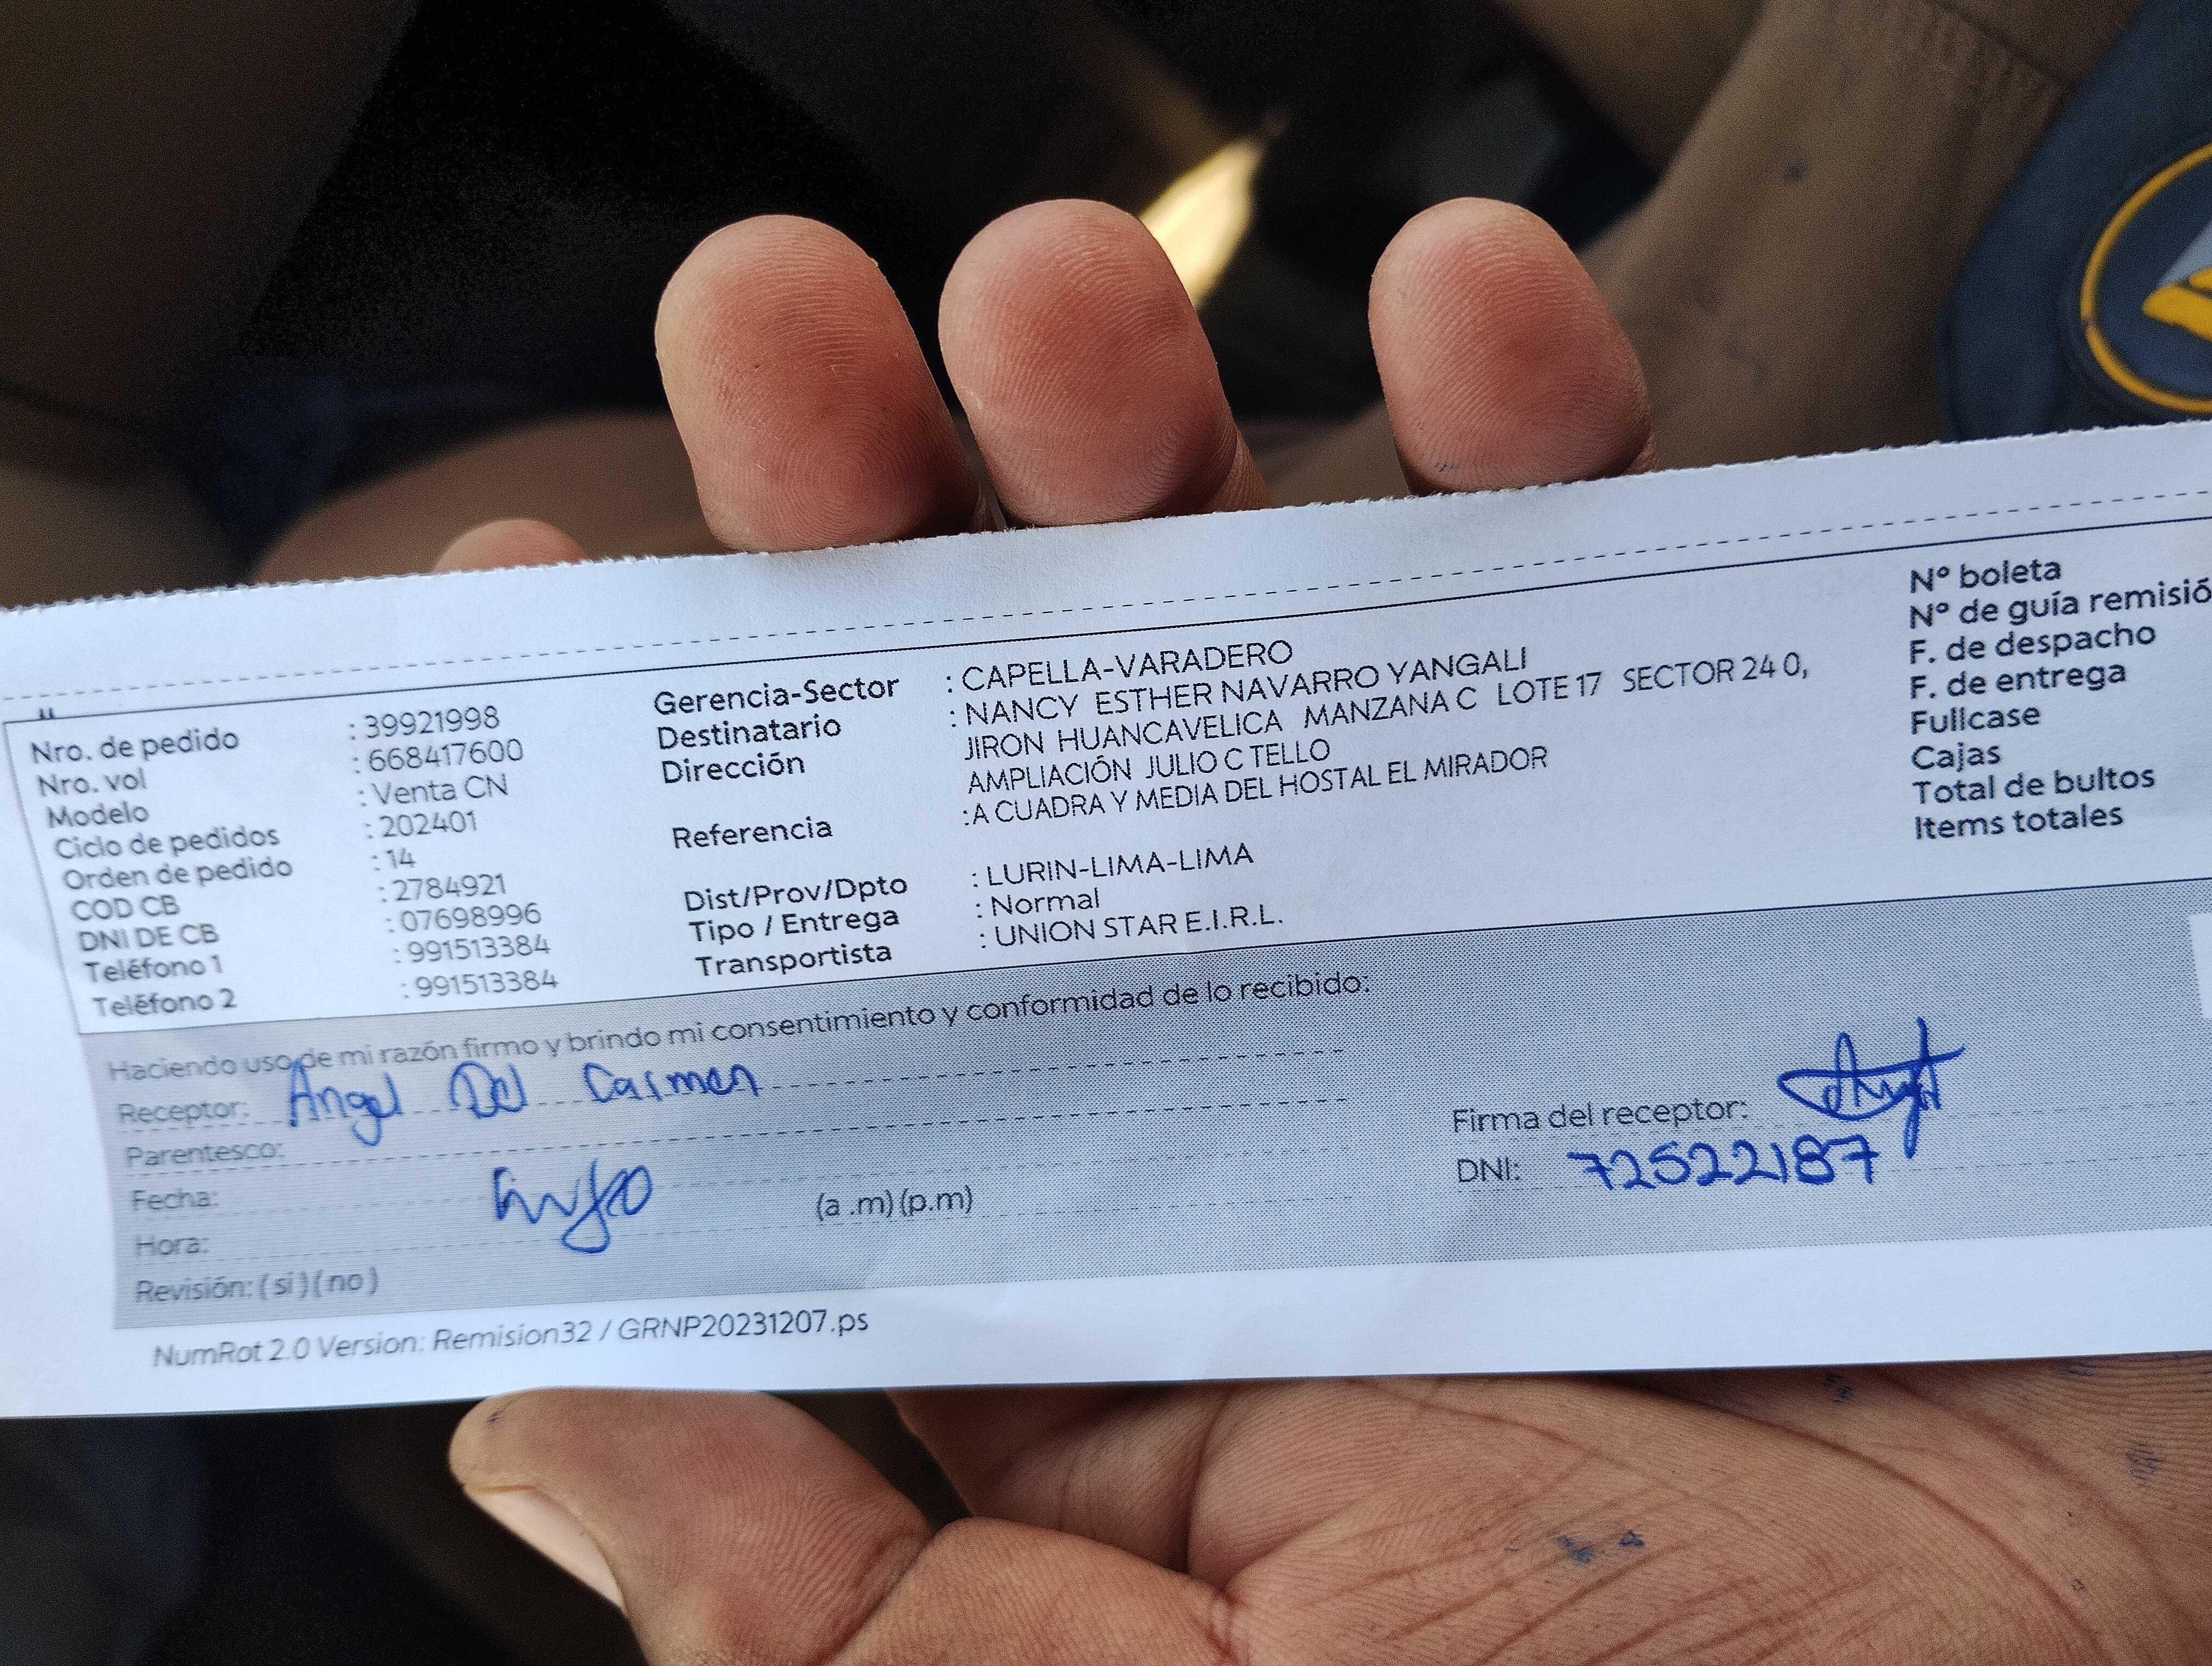 Nro. de pedido : 39921998
Nro. vol : 668417600
Modelo : Venta CN
Ciclo de pedidos : 202401
Orden de pedido : 14
COD CB : 2784921
DNI DE CB : 07698996
Teléfono 1 : 991513384
Teléfono 2 : 991513384
Gerencia-Sector : CAPELLA-VARADERO
Destinatario : NANCY ESTHER NAVARRO YANGALI
Dirección JIRON HUANCAVELICA MANZANA C LOTE 17 SECTOR 24 0,
AMPLIACIÓN JULIO C TELLO
Referencia : A CUADRA Y MEDIA DEL HOSTAL EL MIRADOR
Dist/Prov/Dpto : LURIN-LIMA-LIMA
Tipo / Entrega : Normal
Transportista : UNION STAR E.I.R.L.
N° boleta
N° de guía remisió
F. de despacho
F. de entrega
Fullcase
Cajas
Total de bultos
Items totales
Haciendo uso de mi razón firmo y brindo mi consentimiento y conformidad de lo recibido:
Receptor: Angel Del Carmen
Parentesco:
Fecha:
Hora: (a .m) (p.m)
Revisión: ( si ) ( no )
Firma del receptor:
DNI: 72522187
NumRot 2.0 Version: Remision32 / GRNP20231207.ps